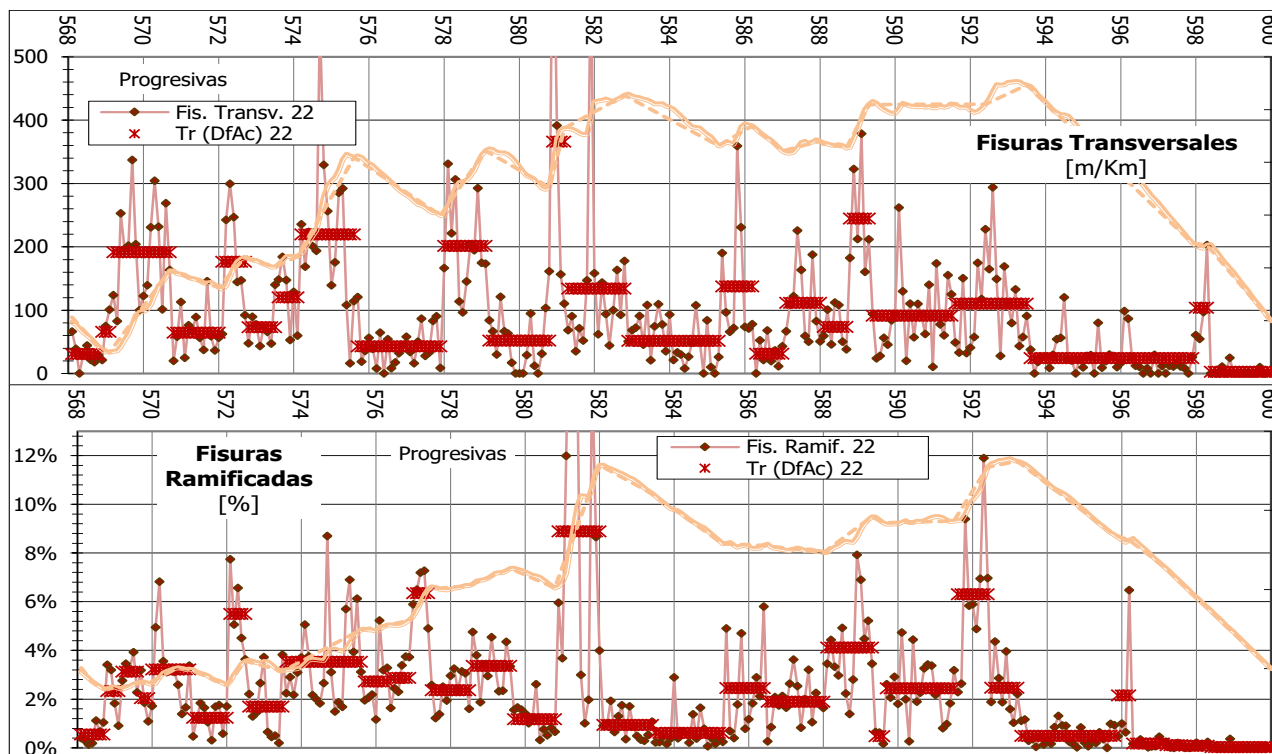 568 570 572 574 576 578 580 582 584 586 588 590 592 594 596 598 600
500
Progresivas
Fis. Transv. 22
Tr (DfAc) 22
400
Fisuras Transversales
[m/Km]
300
200
100
0
568 570 572 574 576 578 580 582 584 586 588 590 592 594 596 598 600
12%
Fisuras
Ramificadas
[%]
Progresivas
Fis. Ramif. 22
Tr (DfAc) 22
10%
8%
6%
4%
2%
0%